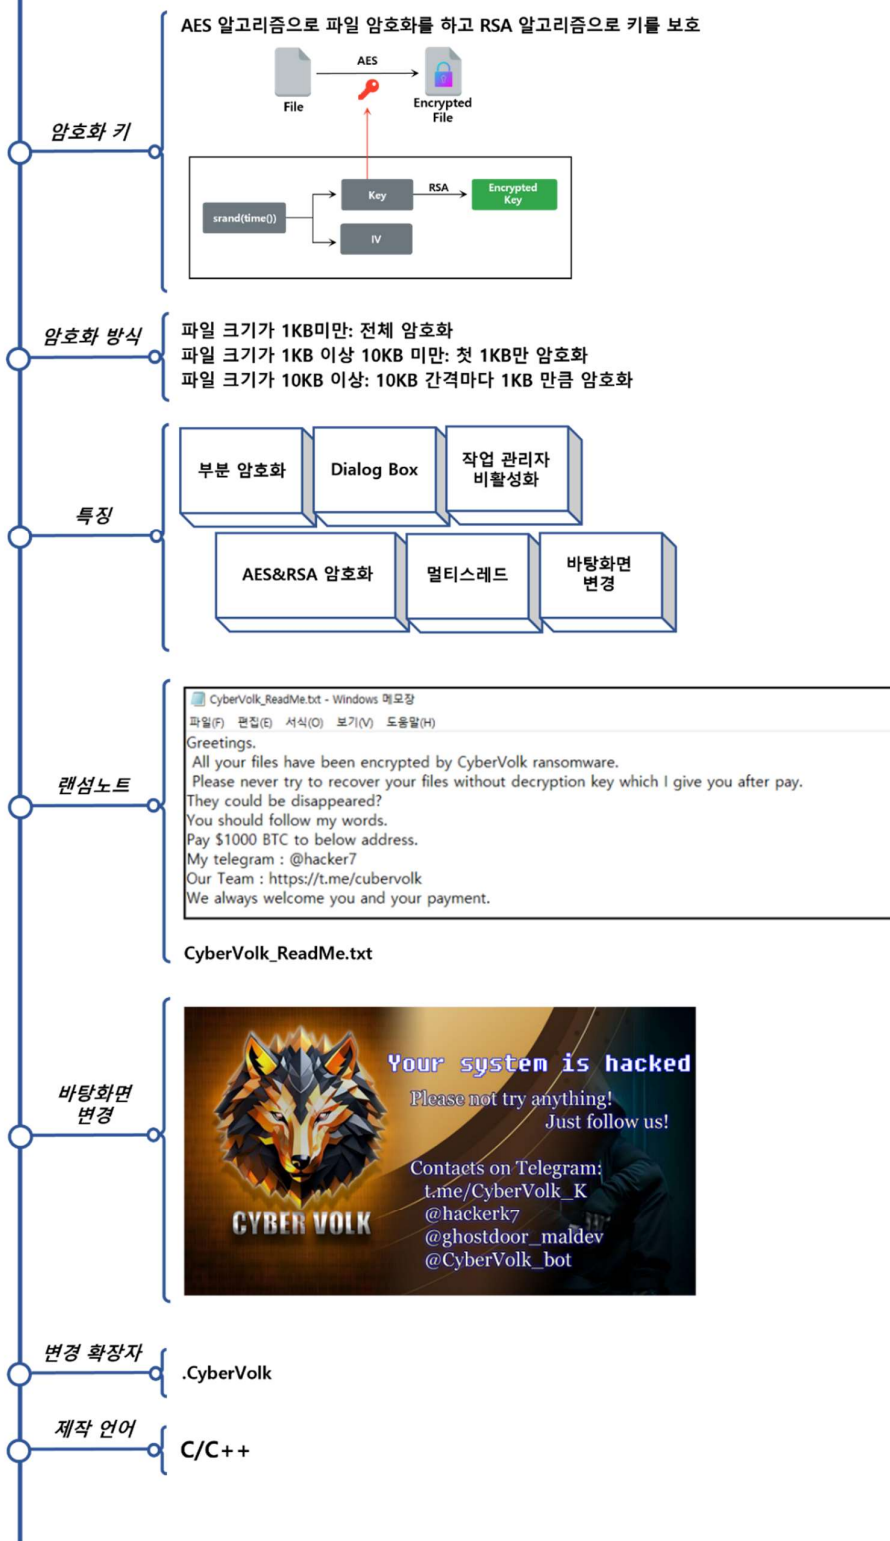 AES 알고리즘으로 파일 암호화를 하고 RSA 알고리즘으로 키를 보호
AES
File
Encrypted
File
암호화 키
srand(time())
Key
RSA
Encrypted
Key
IV
암호화 방식
파일 크기가 1KB미만: 전체 암호화
파일 크기가 1KB 이상 10KB 미만: 첫 1KB만 암호화
파일 크기가 10KB 이상: 10KB 간격마다 1KB 만큼 암호화
특징
부분 암호화
Dialog Box
작업 관리자
비활성화
AES&RSA 암호화
멀티스레드
바탕화면
변경
랜섬노트
CyberVolk_ReadMe.txt - Windows 메모장
파일(F) 편집(E) 서식(O) 보기(V) 도움말(H)
Greetings.
All your files have been encrypted by CyberVolk ransomware.
Please never try to recover your files without decryption key which I give you after pay.
They could be disappeared?
You should follow my words.
Pay $1000 BTC to below address.
My telegram : @hacker7
Our Team : https://t.me/cubervolk
We always welcome you and your payment.
CyberVolk_ReadMe.txt
바탕화면
변경
CYBER VOLK
Your system is hacked
Please not try anything!
Just follow us!
Contacts on Telegram:
t.me/CyberVolk_K
@hackerk7
@ghostdoor_maldev
@CyberVolk_bot
변경 확장자
.CyberVolk
제작 언어
C/C++